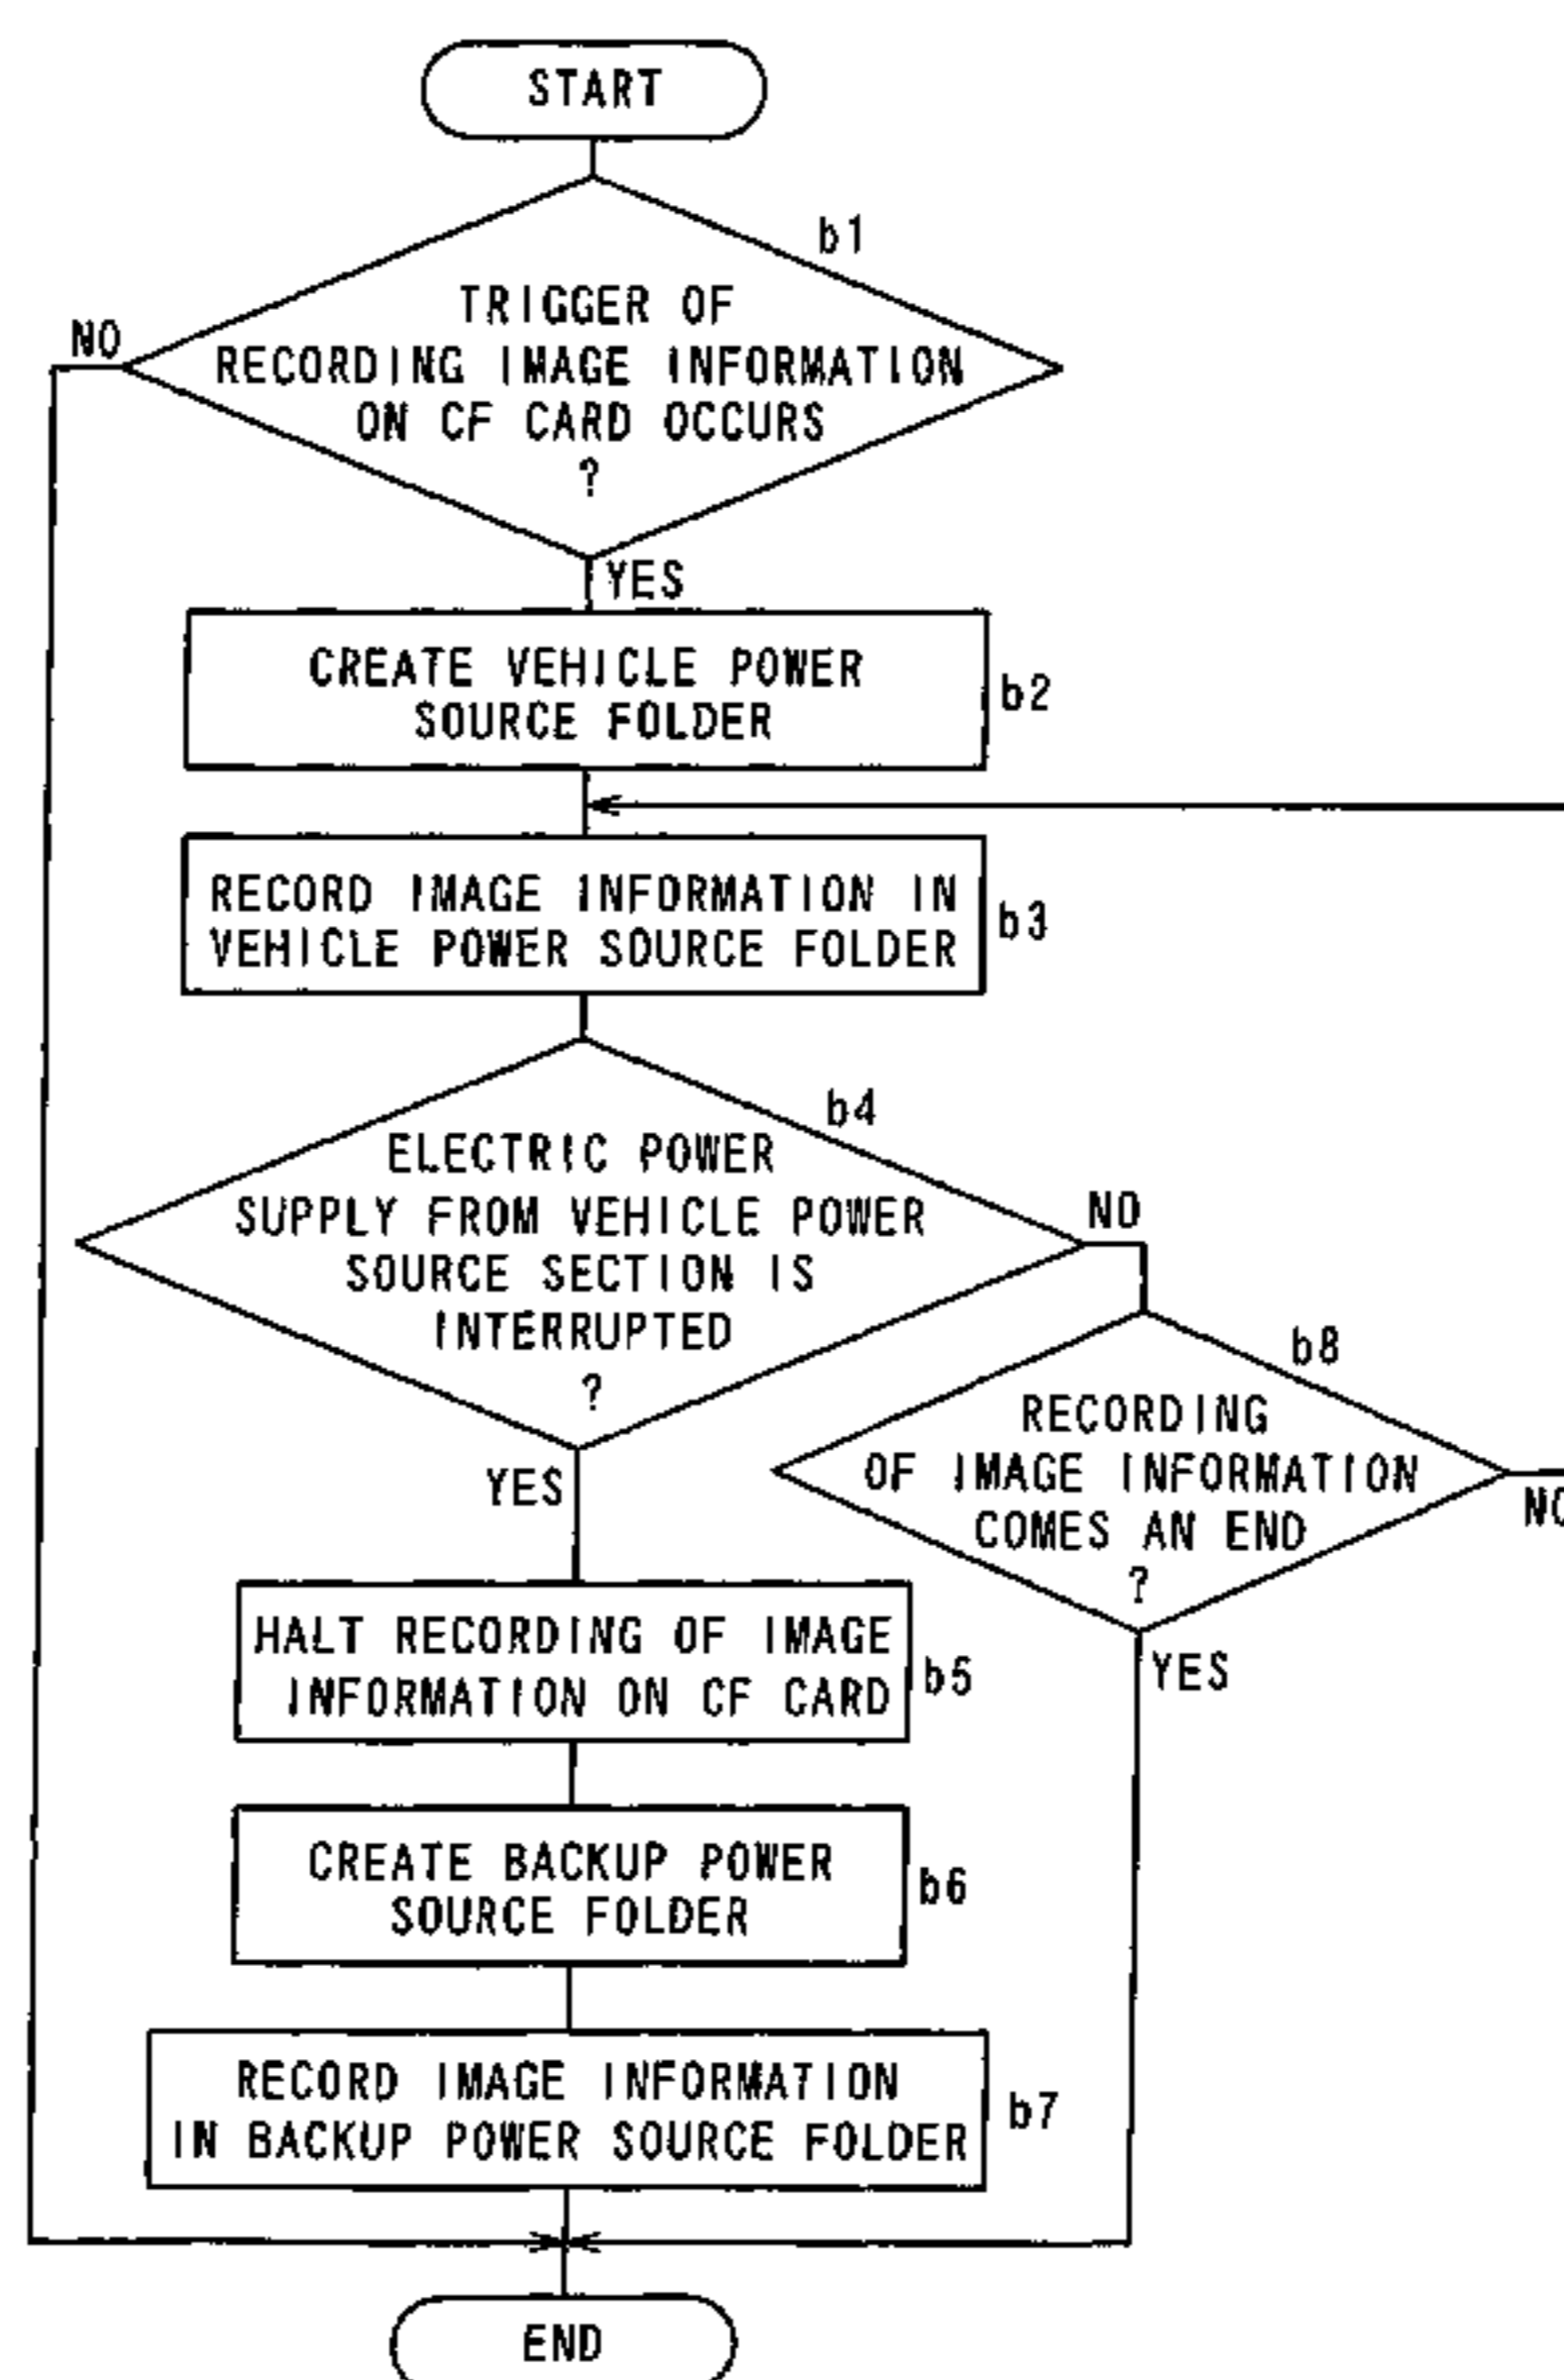 START
b1
TRIGGER OF
NO
RECORDING IMAGE INFORMATION
ON CF CARD OCCURS
?
YES
CREATE VEHICLE POWER
SOURCE FOLDER
b2
RECORD IMAGE INFORMATION IN
VEHICLE POWER SOURCE FOLDER
b3
b4
ELECTRIC POWER
SUPPLY FROM VEHICLE POWER
SOURCE SECTION IS
INTERRUPTED
?
NO
YES
b8
RECORDING
OF IMAGE INFORMATION
COMES AN END
?
NO
YES
HALT RECORDING OF IMAGE
INFORMATION ON CF CARD
b5
CREATE BACKUP POWER
SOURCE FOLDER
b6
RECORD IMAGE INFORMATION
IN BACKUP POWER SOURCE FOLDER
b7
END